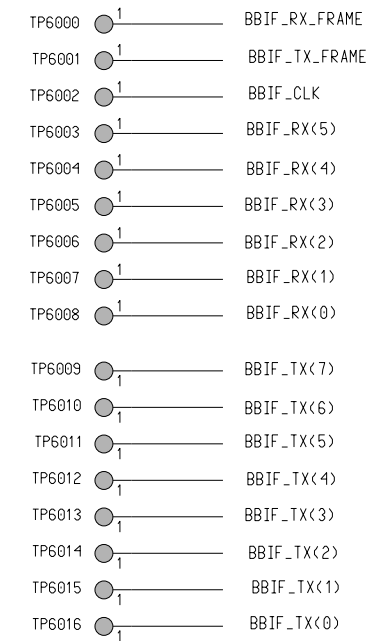 TP6000 1 BBIF_RX_FRAME
TP6001 1 BBIF_TX_FRAME
TP6002 1 BBIF_CLK
TP6003 1 BBIF_RX(5)
TP6004 1 BBIF_RX(4)
TP6005 1 BBIF_RX(3)
TP6006 1 BBIF_RX(2)
TP6007 1 BBIF_RX(1)
TP6008 1 BBIF_RX(0)
TP6009 1 BBIF_TX(7)
TP6010 1 BBIF_TX(6)
TP6011 1 BBIF_TX(5)
TP6012 1 BBIF_TX(4)
TP6013 1 BBIF_TX(3)
TP6014 1 BBIF_TX(2)
TP6015 1 BBIF_TX(1)
TP6016 1 BBIF_TX(0)